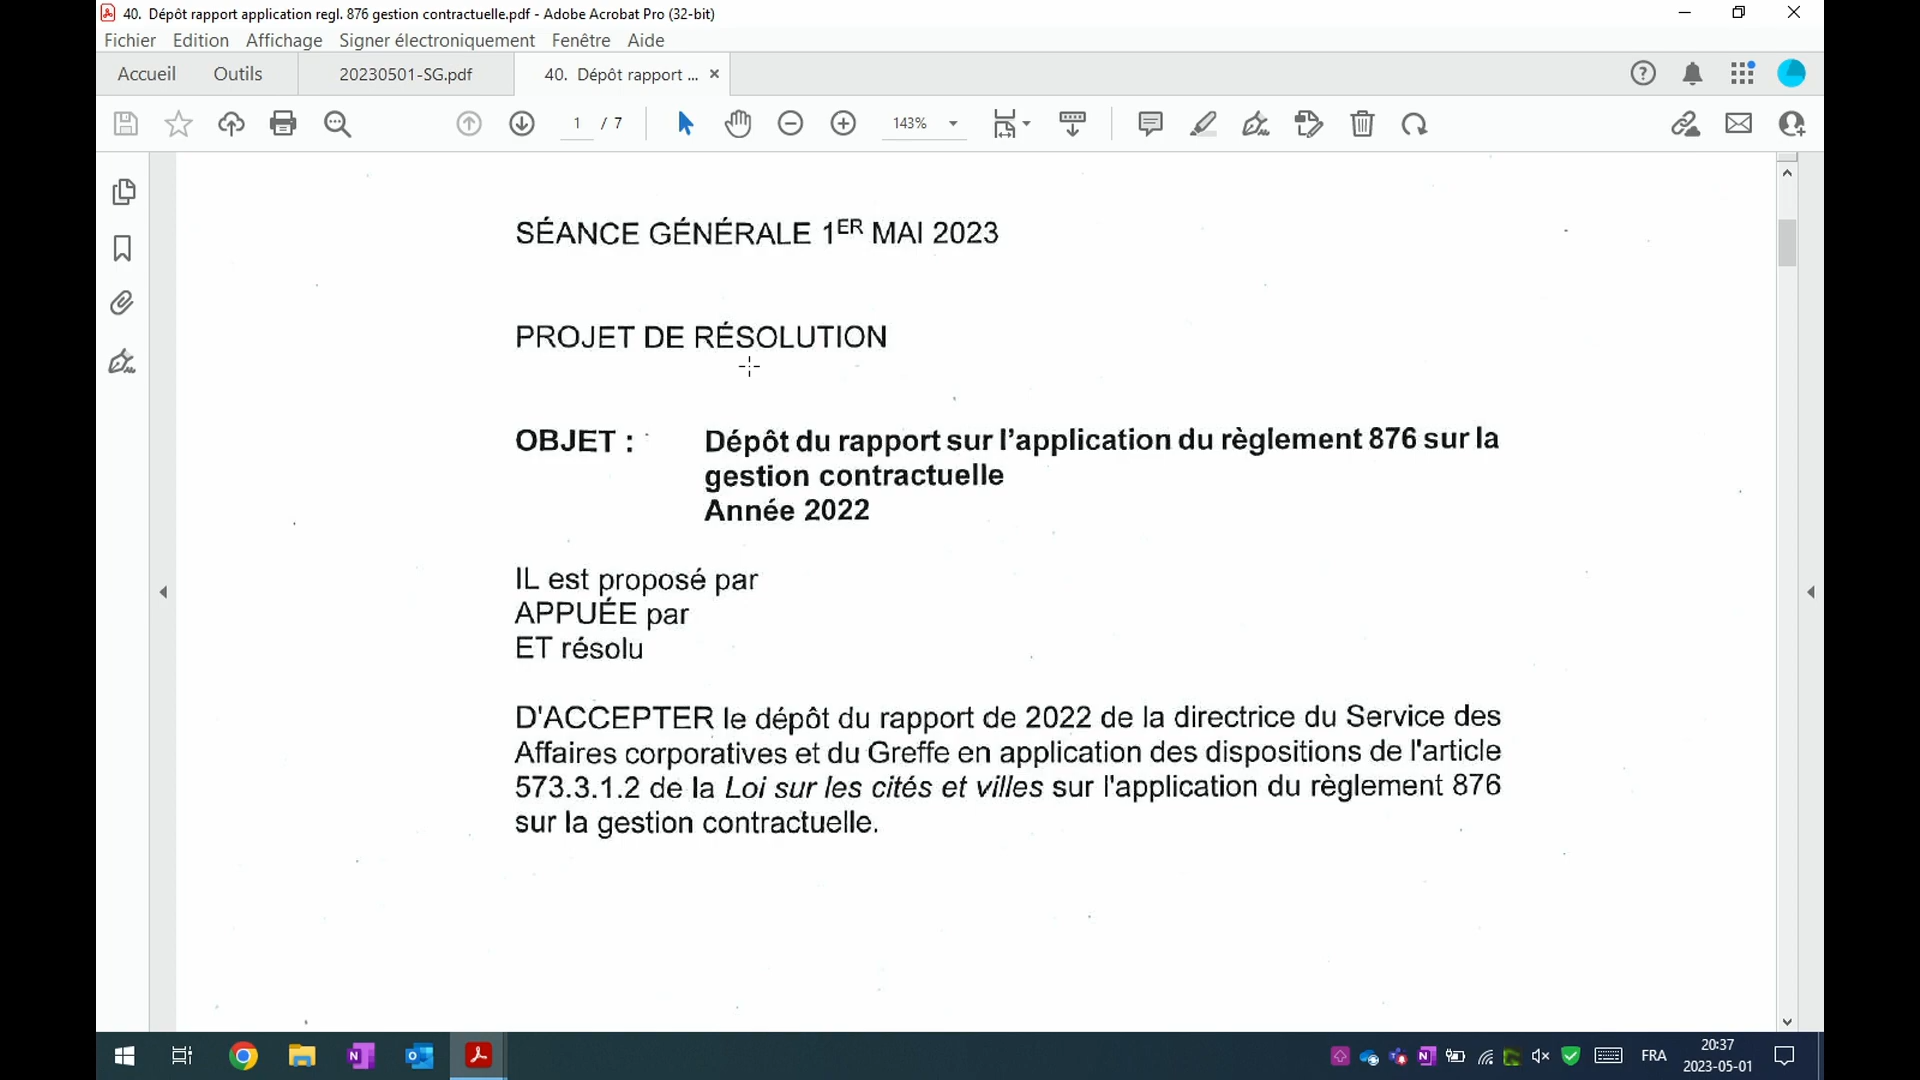 40. Dépôt rapport application regl. 876 gestion contractuelle.pdf - Adobe Acrobat Pro (32-bit)
Fichier Edition Affichage Signer électroniquement Fenêtre Aide
Accueil Outils 20230501-SG.pdf 40. Dépôt rapport ... ×
1 / 7 143%
SÉANCE GÉNÉRALE 1ER MAI 2023
PROJET DE RÉSOLUTION
OBJET : Dépôt du rapport sur l'application du règlement 876 sur la
gestion contractuelle
Année 2022
IL est proposé par
APPUÉE par
ET résolu
D'ACCEPTER le dépôt du rapport de 2022 de la directrice du Service des
Affaires corporatives et du Greffe en application des dispositions de l'article
573.3.1.2 de la Loi sur les cités et villes sur l'application du règlement 876
sur la gestion contractuelle.
FRA
20:37
2023-05-01